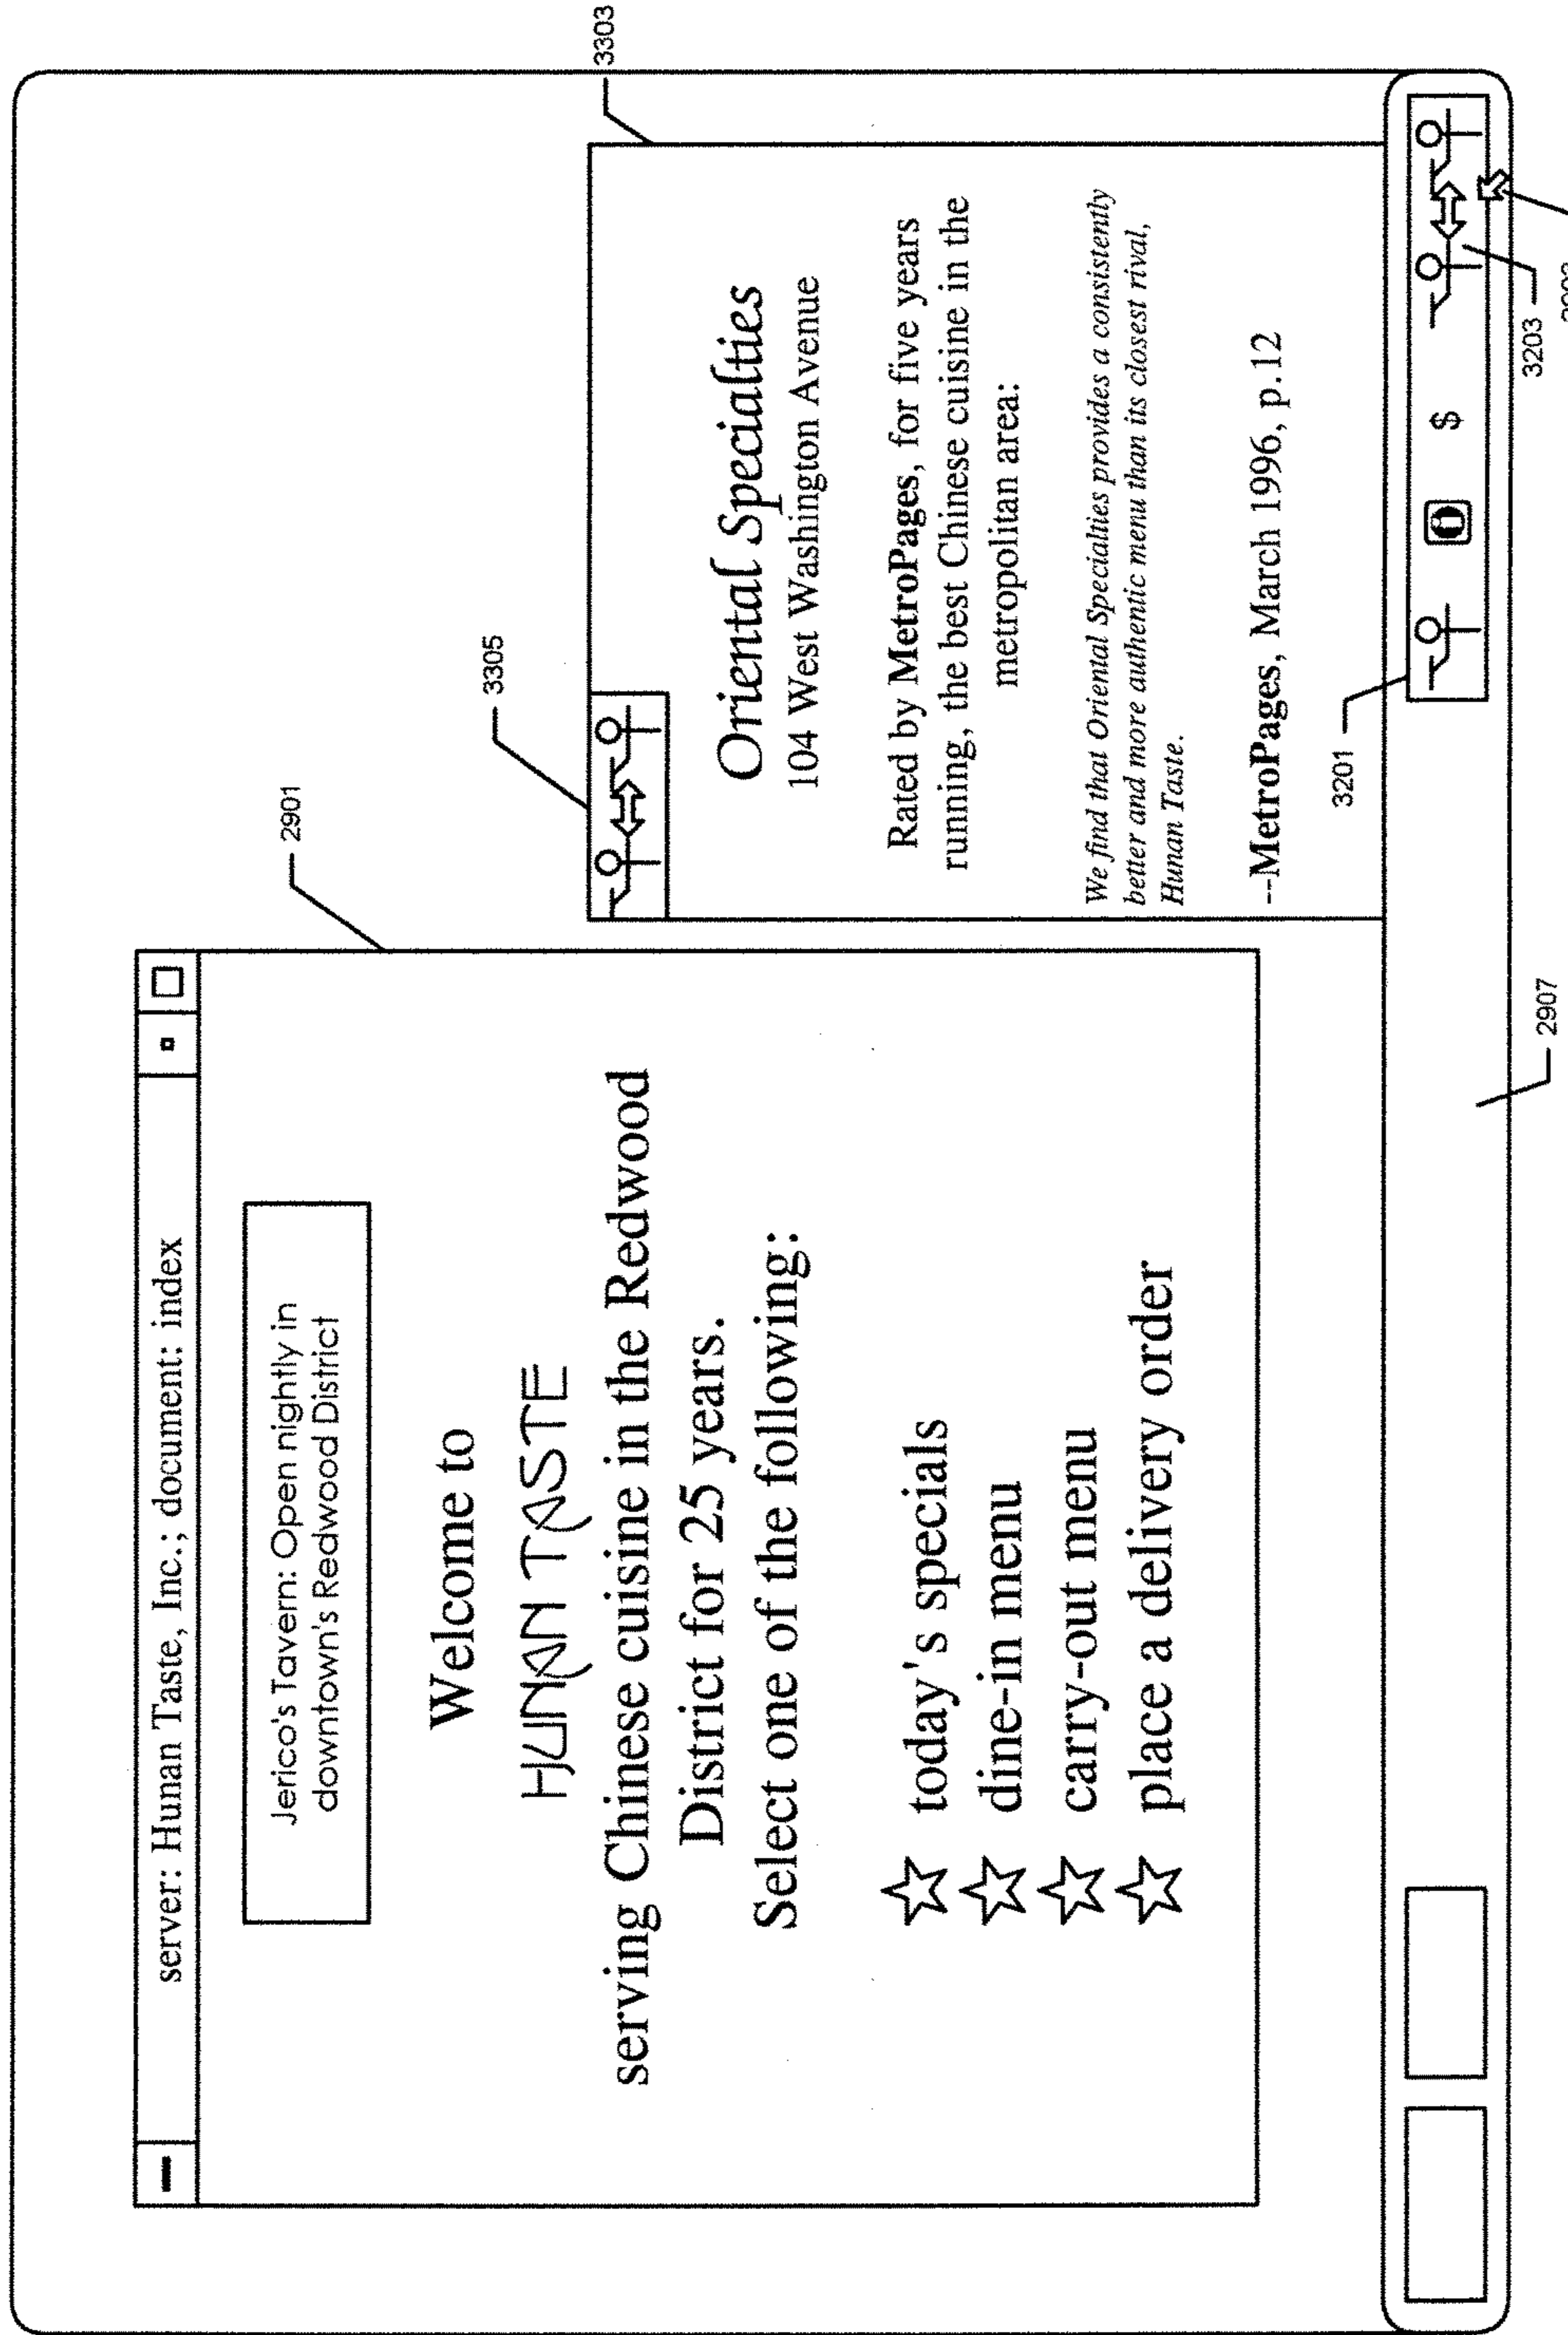 server: Hunan Taste, Inc.; document: index
Jerico's Tavern: Open nightly in
downtown's Redwood District
Welcome to
HUNAN TASTE
serving Chinese cuisine in the Redwood
District for 25 years.
Select one of the following:
☆ today's specials
☆ dine-in menu
☆ carry-out menu
☆ place a delivery order
2901
3305
3303
Oriental Specialties
104 West Washington Avenue
Rated by MetroPages, for five years
running, the best Chinese cuisine in the
metropolitan area:
We find that Oriental Specialties provides a consistently
better and more authentic menu than its closest rival,
Hunan Taste.
--MetroPages, March 1996, p.12
3201
$
3203
2907